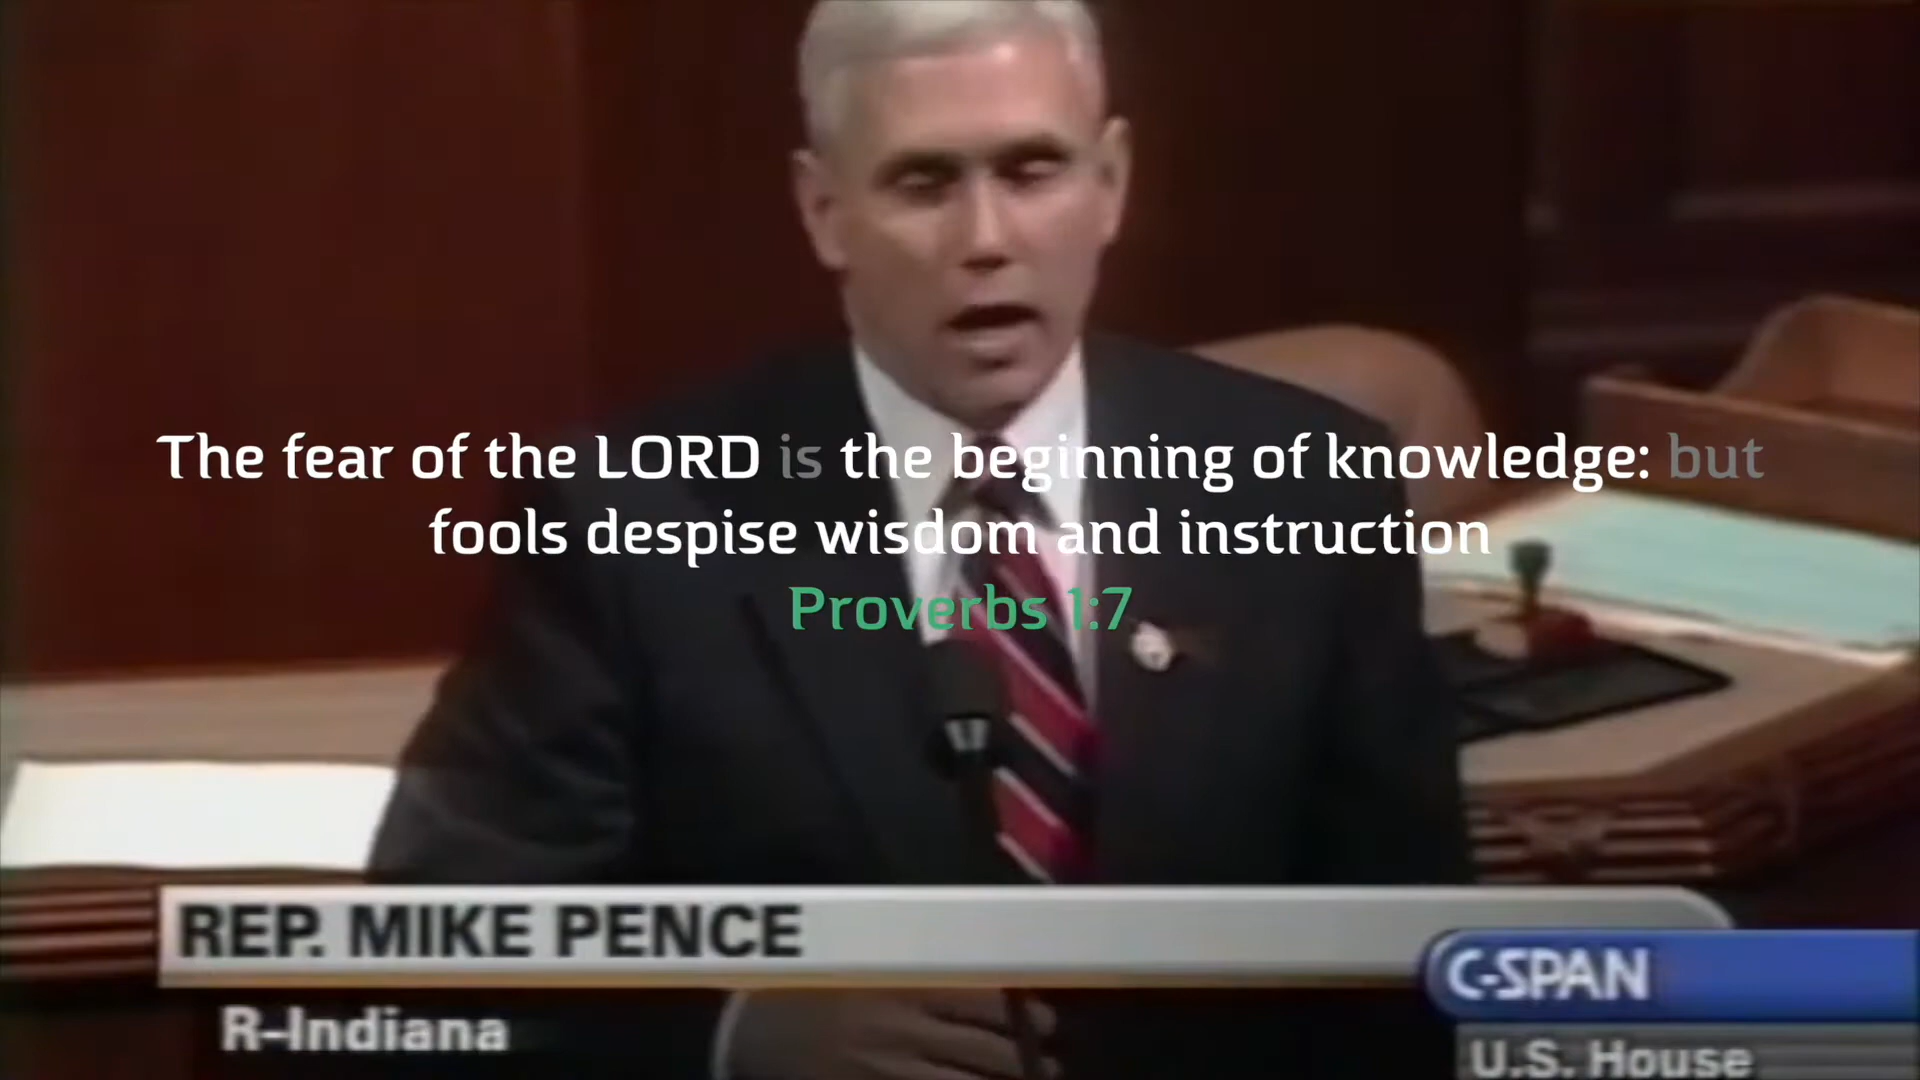 The fear of the LORD is the beginning of knowledge: but
fools despise wisdom and instruction
Proverbs 1:7
REP. MIKE PENCE
C-SPAN
R-Indiana
U.S. House